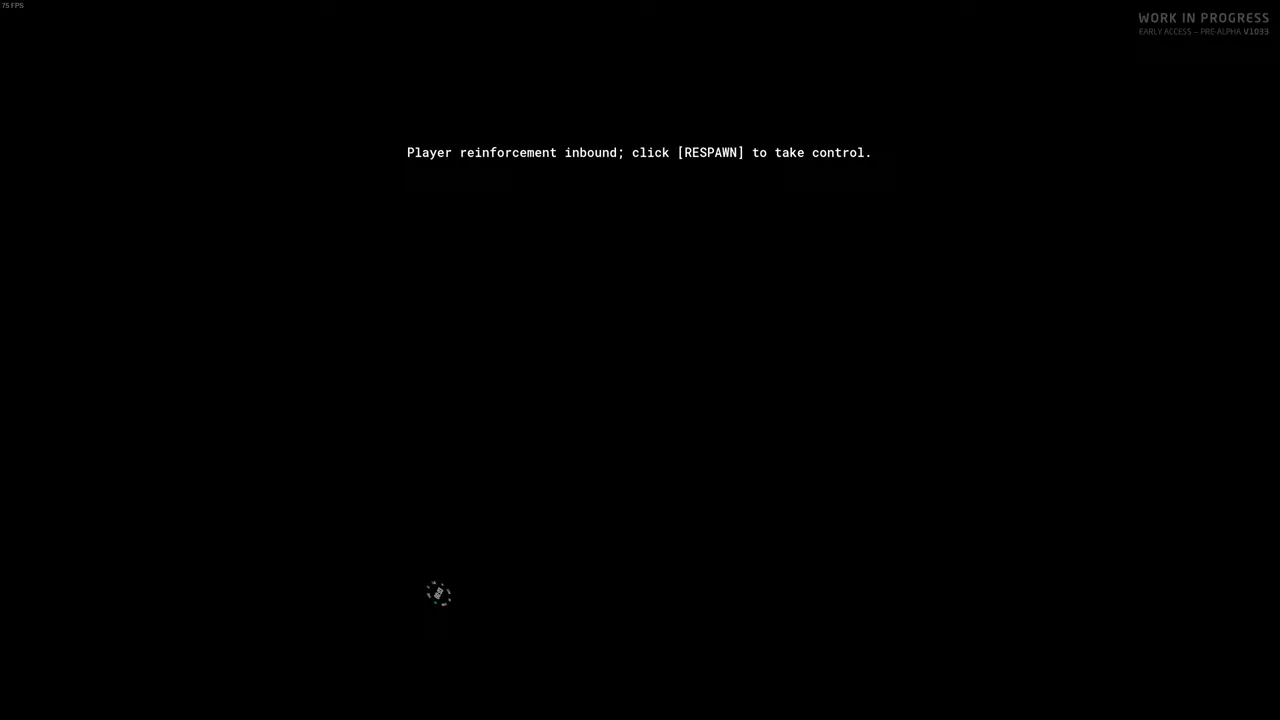 75 FPS
WORK IN PROGRESS
EARLY ACCESS – PRE-ALPHA V1033
Player reinforcement inbound; click [RESPAWN] to take control.